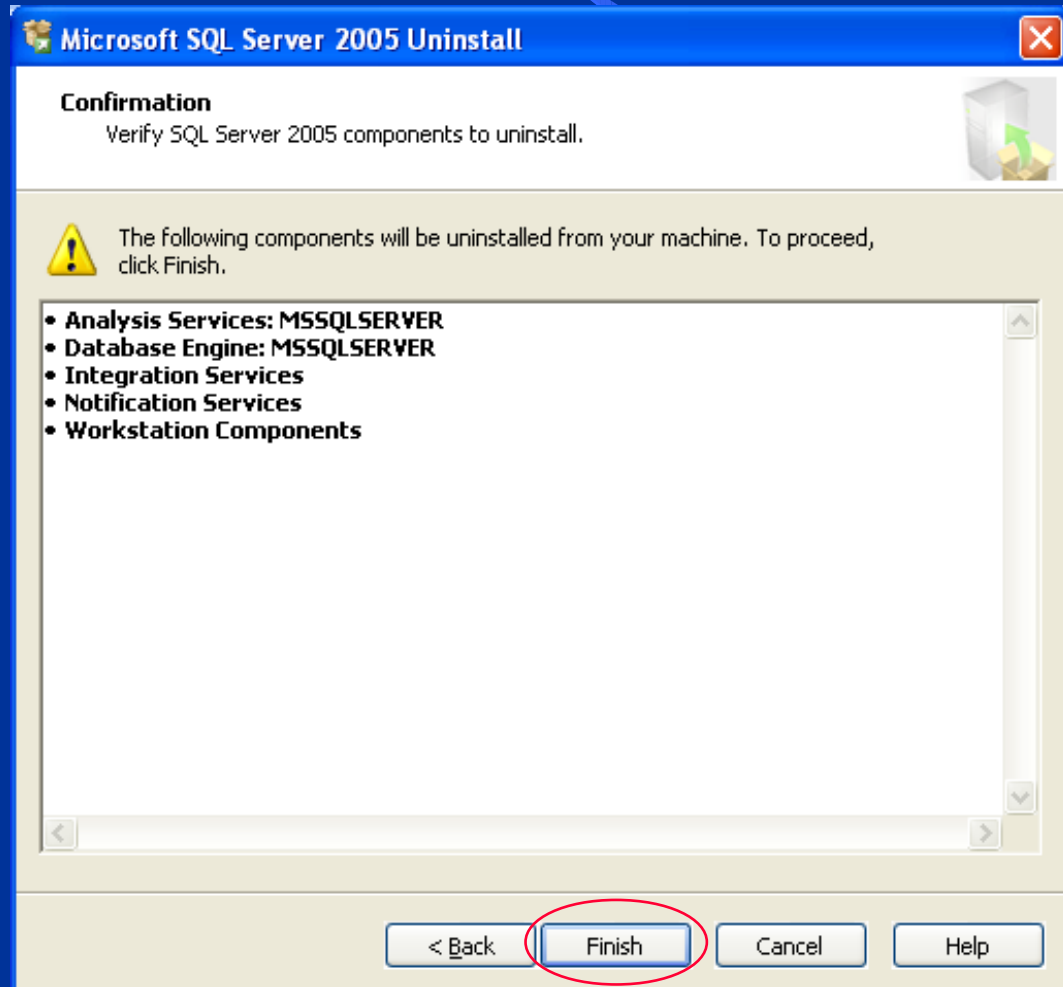 Microsoft SQL Server 2005 Uninstall
Confirmation
Verify SQL Server 2005 components to uninstall.
The following components will be uninstalled from your machine. To proceed,
click Finish.
• Analysis Services: MSSQLSERVER
• Database Engine: MSSQLSERVER
• Integration Services
• Notification Services
• Workstation Components
< Back
Finish
Cancel
Help